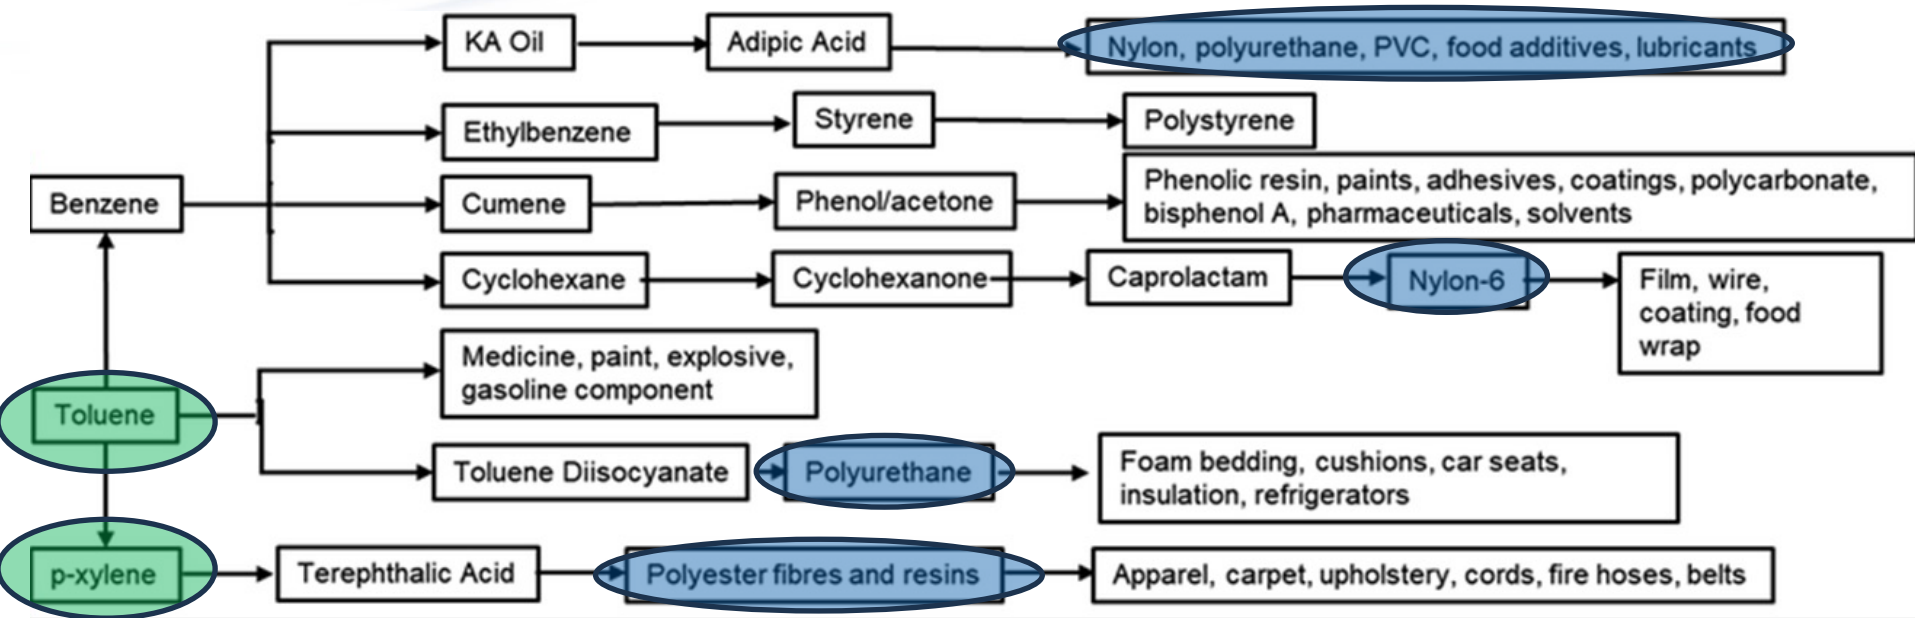 KA Oil
Adipic Acid
Nylon, polyurethane, PVC, food additives, lubricants
Ethylbenzene
Styrene
Polystyrene
Benzene
Cumene
Phenol/acetone
Phenolic resin, paints, adhesives, coatings, polycarbonate,
bisphenol A, pharmaceuticals, solvents
Cyclohexane
Cyclohexanone
Caprolactam
Nylon-6
Film, wire,
coating, food
wrap
Toluene
Medicine, paint, explosive,
gasoline component
Toluene Diisocyanate
Polyurethane
Foam bedding, cushions, car seats,
insulation, refrigerators
p-xylene
Terephthalic Acid
Polyester fibres and resins
Apparel, carpet, upholstery, cords, fire hoses, belts